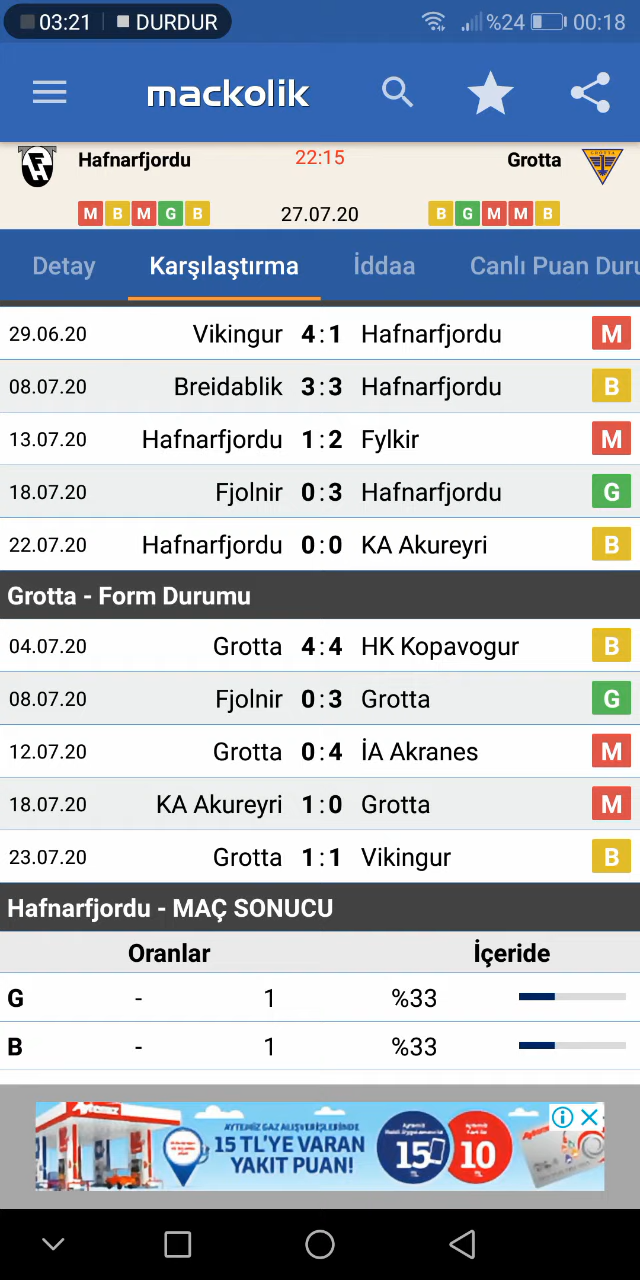 03:21 DURDUR %24 00:18
mackolik
Hafnarfjordu 22:15 Grotta
M B M G B 27.07.20 B G M M B
Detay Karşılaştırma İddaa Canlı Puan Duru
29.06.20 Vikingur 4:1 Hafnarfjordu M
08.07.20 Breidablik 3:3 Hafnarfjordu B
13.07.20 Hafnarfjordu 1:2 Fylkir M
18.07.20 Fjolnir 0:3 Hafnarfjordu G
22.07.20 Hafnarfjordu 0:0 KA Akureyri B
Grotta - Form Durumu
04.07.20 Grotta 4:4 HK Kopavogur B
08.07.20 Fjolnir 0:3 Grotta G
12.07.20 Grotta 0:4 İA Akranes M
18.07.20 KA Akureyri 1:0 Grotta M
23.07.20 Grotta 1:1 Vikingur B
Hafnarfjordu - MAÇ SONUCU
Oranlar İçeride
G - 1 %33
B - 1 %33
AYTEMİZ GAZ ALIŞVERİŞLERİNDE
15 TL'YE VARAN
YAKIT PUAN!
15 TL
10 TL